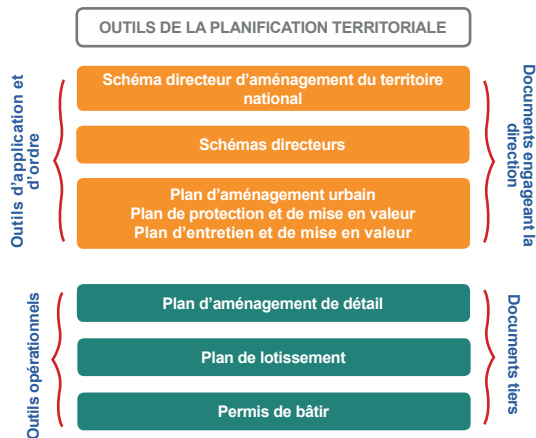 OUTILS DE LA PLANIFICATION TERRITORIALE
Outils d'application et
d'ordre
Schéma directeur d'aménagement du territoire
national
Schémas directeurs
Plan d'aménagement urbain
Plan de protection et de mise en valeur
Plan d'entretien et de mise en valeur
Documents engageant la
direction
Outils opérationnels
Plan d'aménagement de détail
Plan de lotissement
Permis de bâtir
Documents tiers